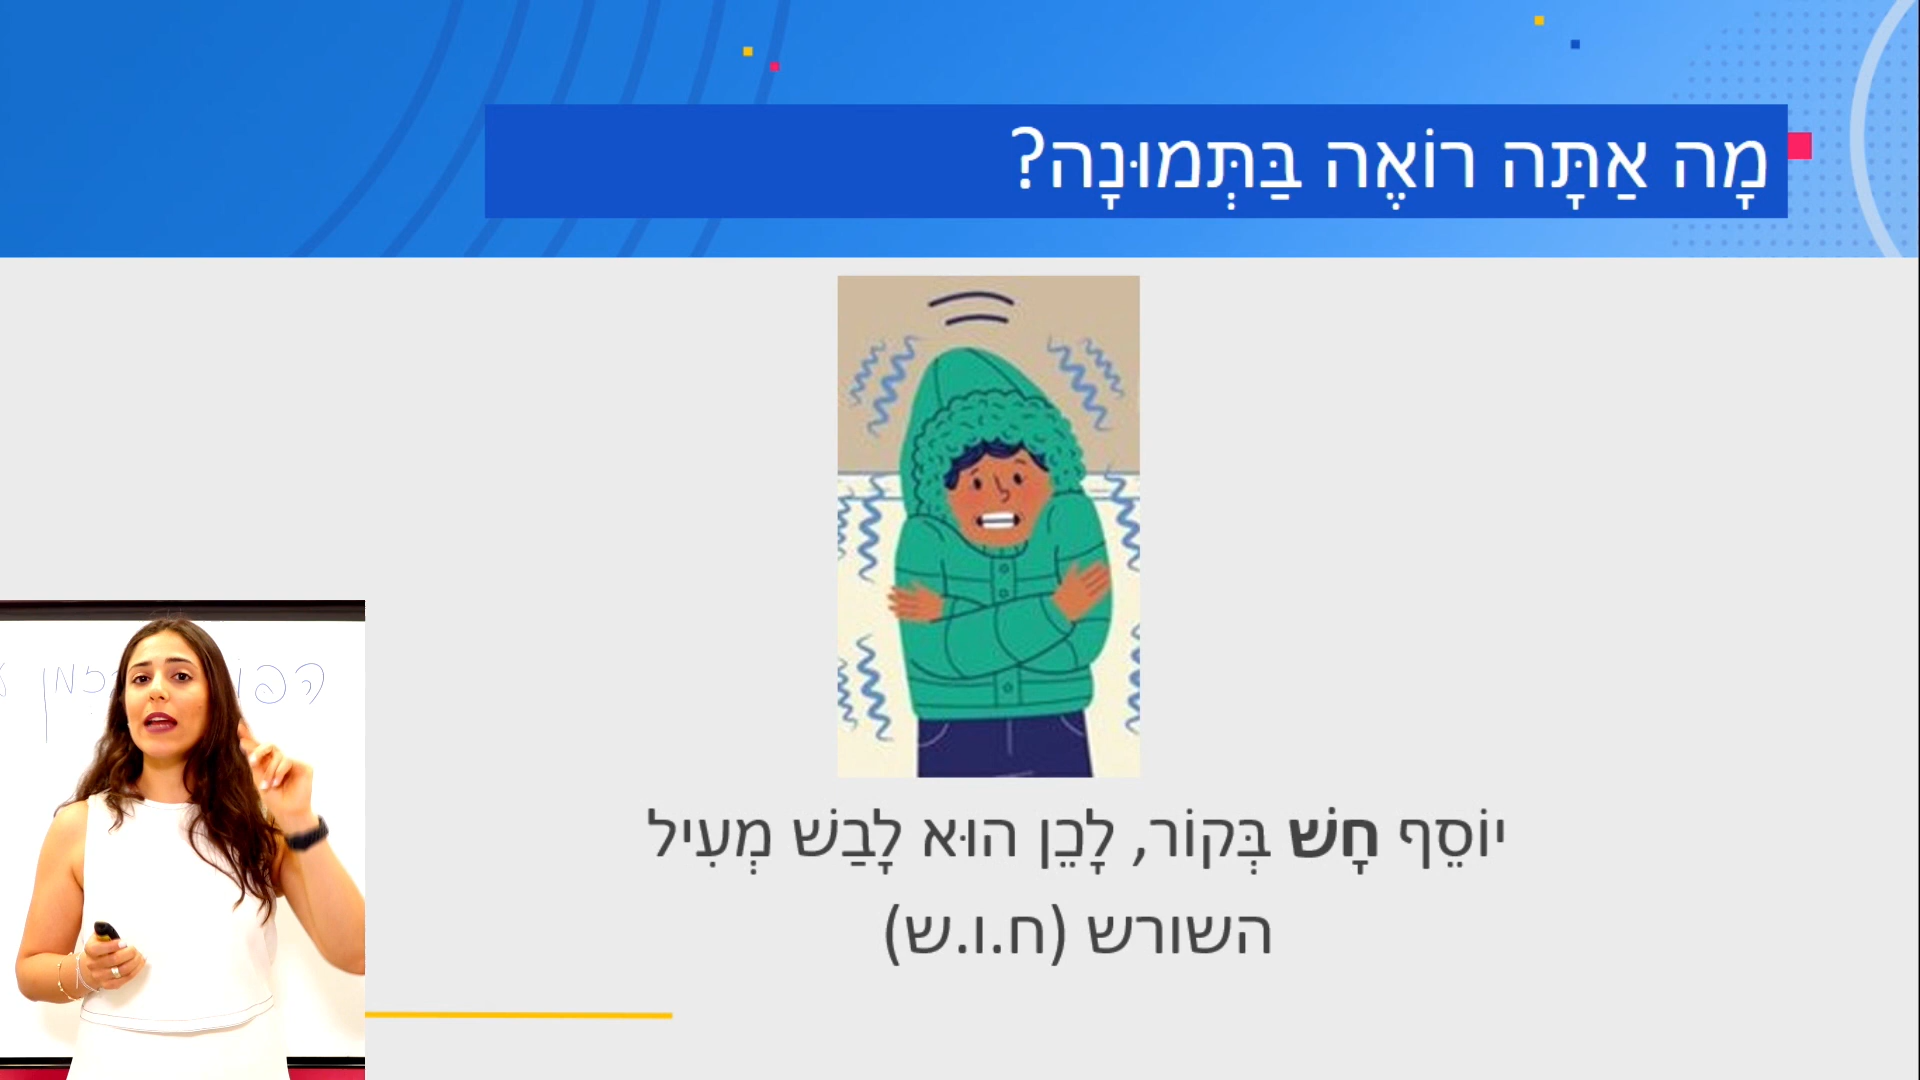 מָה אַתָּה רוֹאֶה בַּתְּמוּנָה?
יוֹסֵף חָשׁ בְּקוֹר, לָכֵן הוּא לָבַשׁ מְעִיל
השורש (ח.ו.ש)